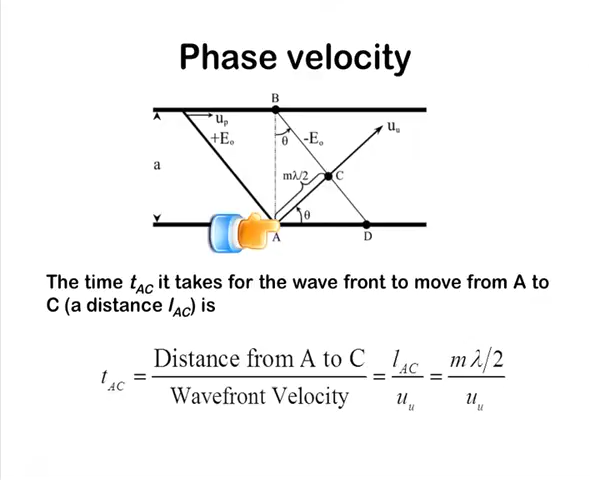 Phase velocity
B
u_p
+E_o
θ
-E_o
u_u
a
mλ/2
C
θ
A
D
The time t_AC it takes for the wave front to move from A to
C (a distance l_AC) is
t_AC = Distance from A to C / Wavefront Velocity = l_AC / u_u = m λ/2 / u_u